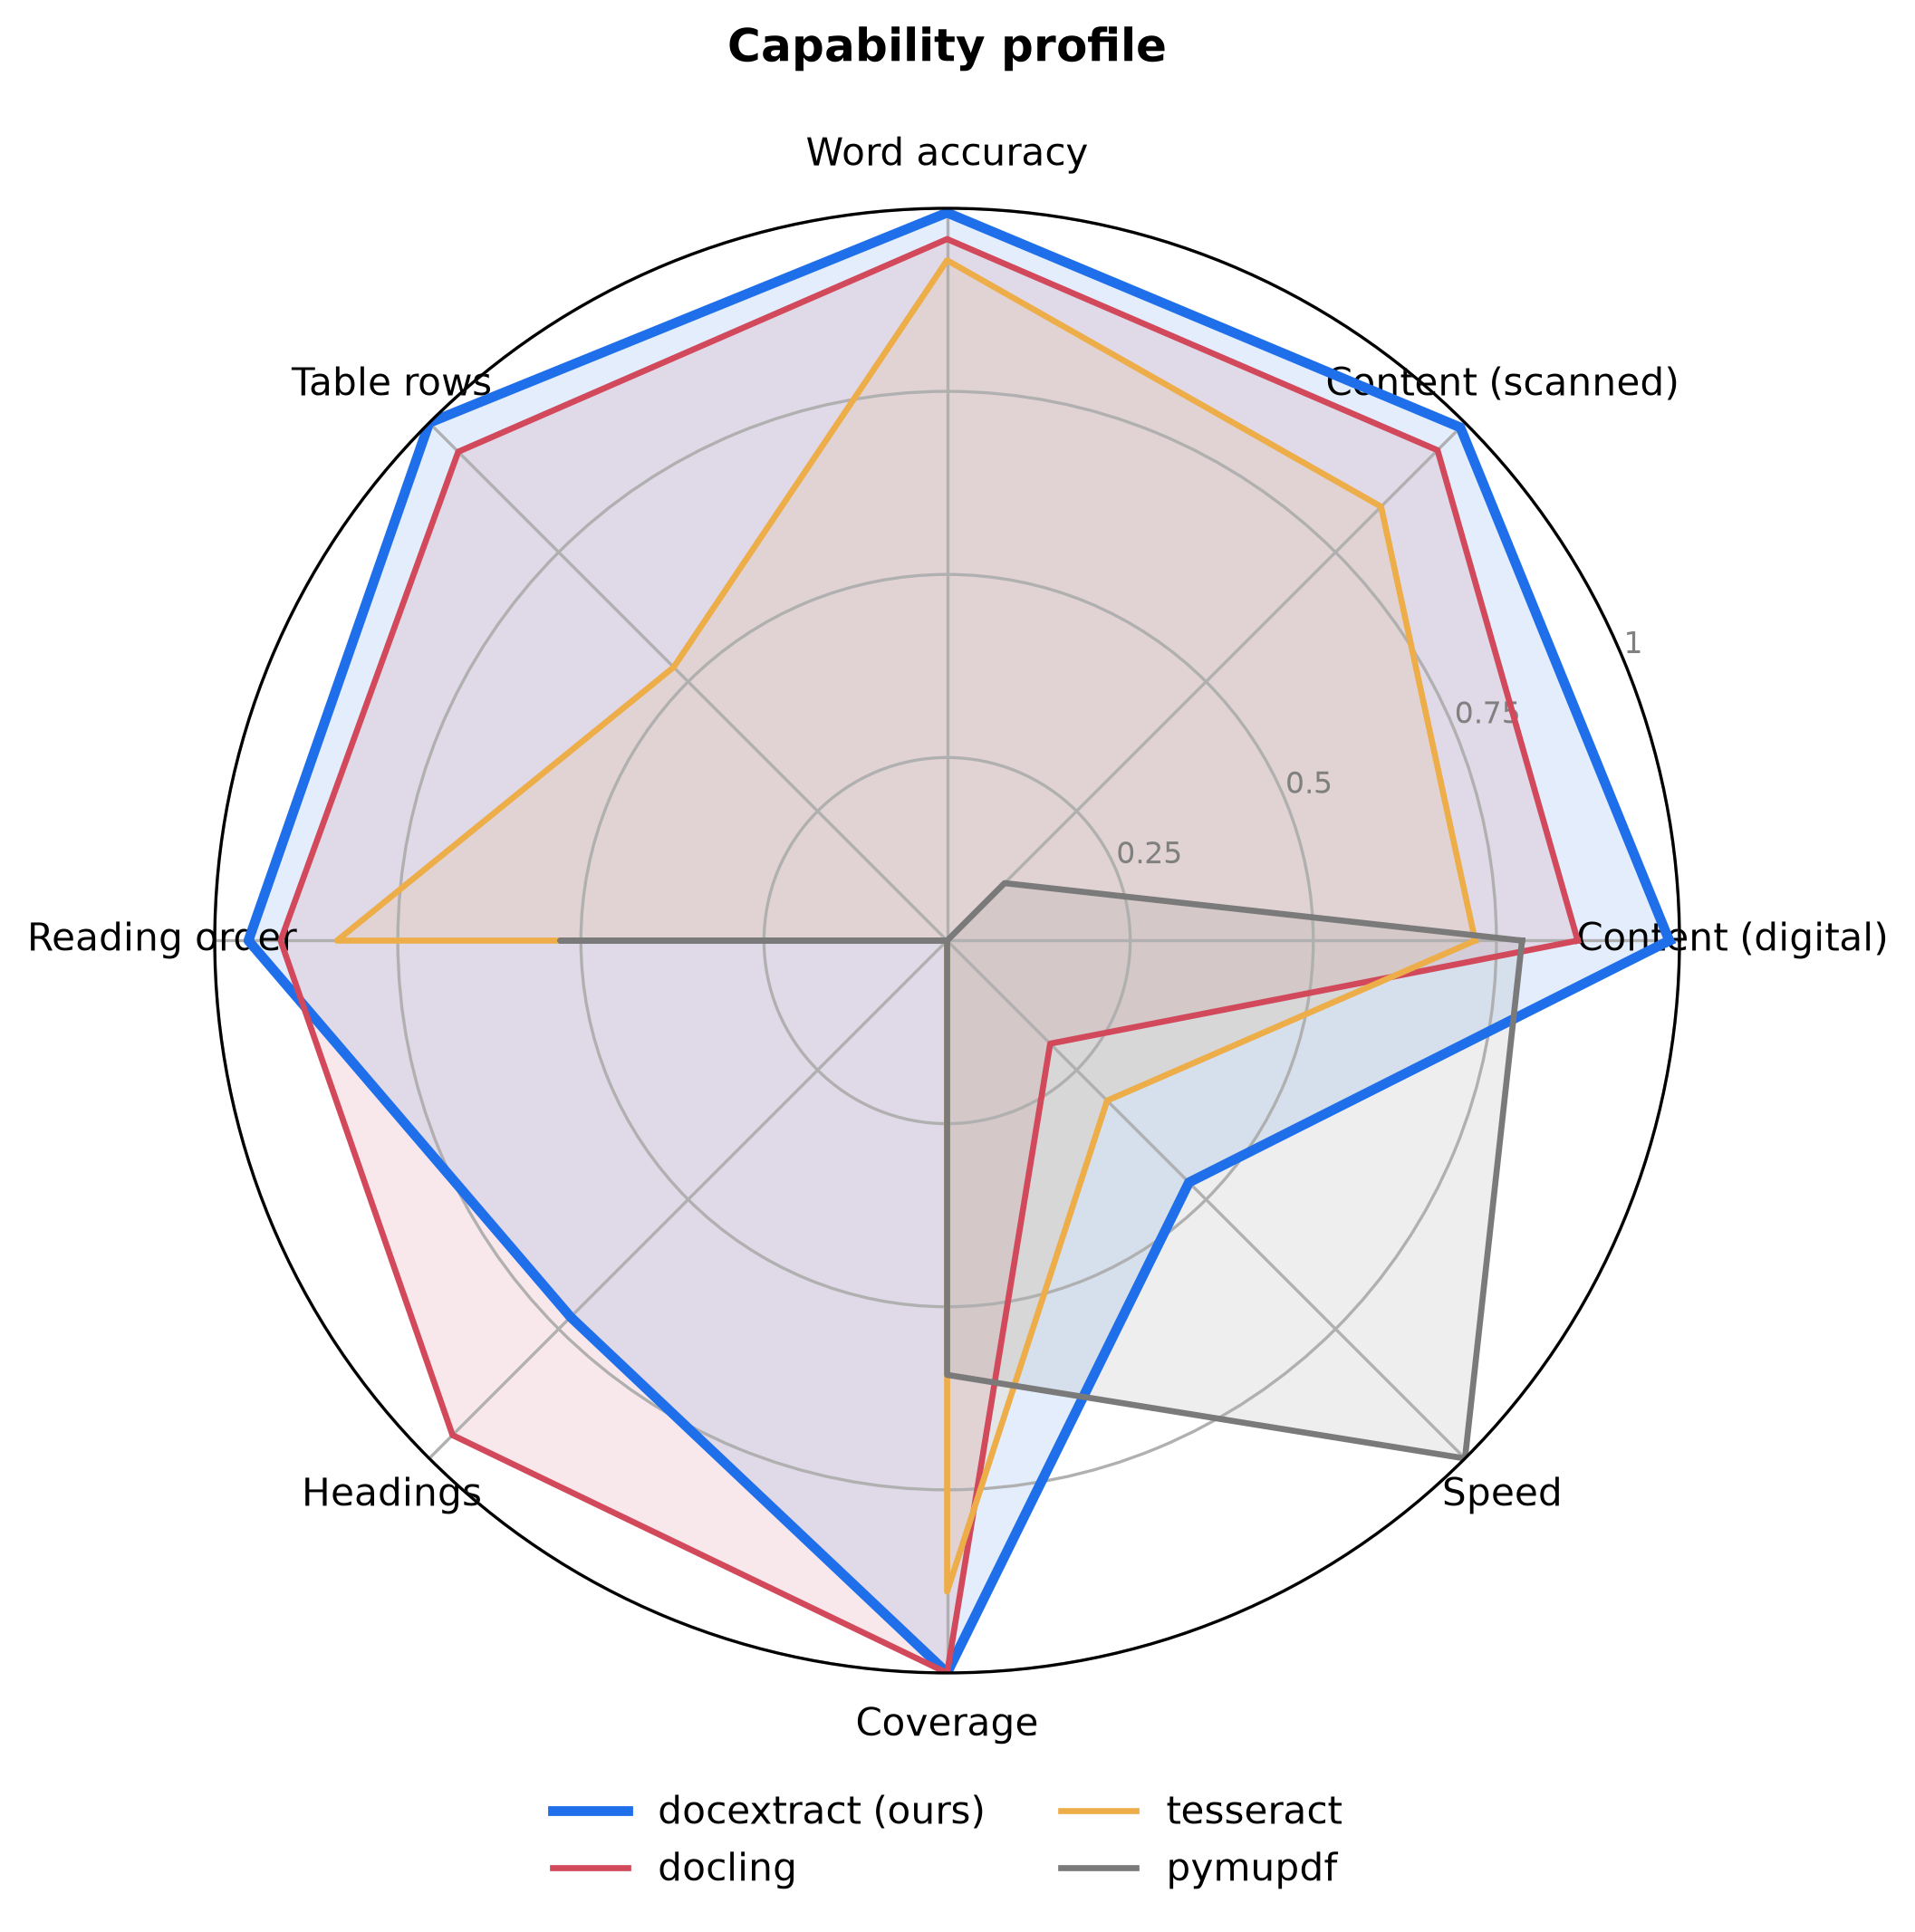 Capability profile
Word accuracy
Table rows
Content (scanned)
1
0.75
0.5
0.25
Reading order
Content (digital)
Headings
Speed
Coverage
docextract (ours)
tesseract
docling
pymupdf